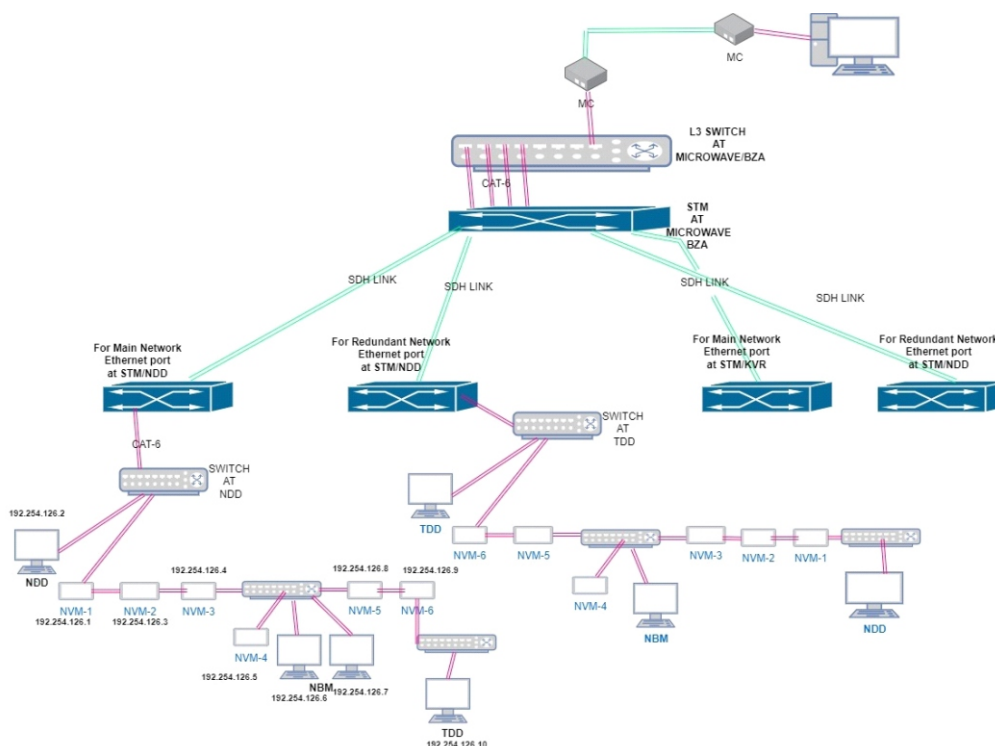 MC
MC
L3 SWITCH
AT
MICROWAVE/BZA
CAT-6
STM
AT
MICROWAVE
BZA
SDH LINK
SDH LINK
SDH LINK
SDH LINK
For Main Network
Ethernet port
at STM/NDD
For Redundant Network
Ethernet port
at STM/NDD
For Main Network
Ethernet port
at STM/KVR
For Redundant Network
Ethernet port
at STM/NDD
CAT-6
SWITCH
AT
NDD
SWITCH
AT
TDD
192.254.126.2
NDD
TDD
NVM-6
NVM-5
NVM-3
NVM-2
NVM-1
NVM-4
NBM
NDD
192.254.126.4
192.254.126.8
192.254.126.9
NVM-1
NVM-2
NVM-3
NVM-5
NVM-6
192.254.126.1
192.254.126.3
NVM-4
192.254.126.5
NBM
192.254.126.6
192.254.126.7
TDD
192.254.126.10